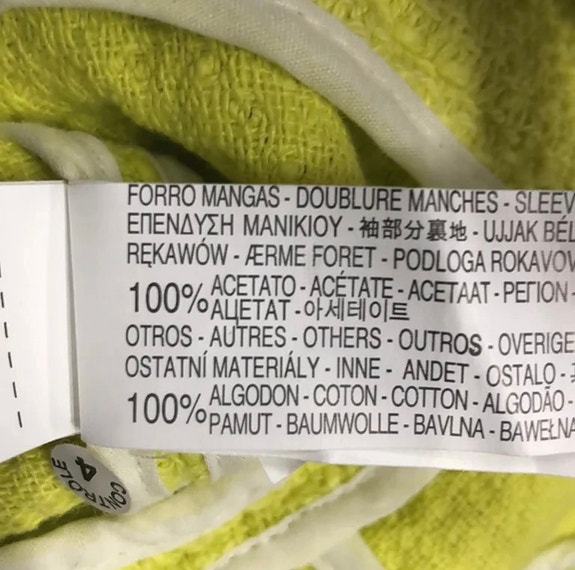 FORRO MANGAS - DOUBLURE MANCHES - SLEEV
ΕΠΕΝΔΥΣΗ ΜΑΝΙΚΙΟΥ - 袖部分裏地 - UJJAK BÉL
RĘKAWÓW - ÆRME FORET - PODLOGA ROKAVOV
100% ACETATO - ACÉTATE - ACETAAT - ΡΕΓΙΟΝ -
АЦЕТАТ - 아세테이트
OTROS - AUTRES - OTHERS - OUTROS - OVERIGE
OSTATNÍ MATERIÁLY - INNE - ANDET - OSTALO -
100% ALGODON - COTON - COTTON - ALGODÃO -
PAMUT - BAUMWOLLE - BAVLNA - BAWEŁNA
CONTROLE
4